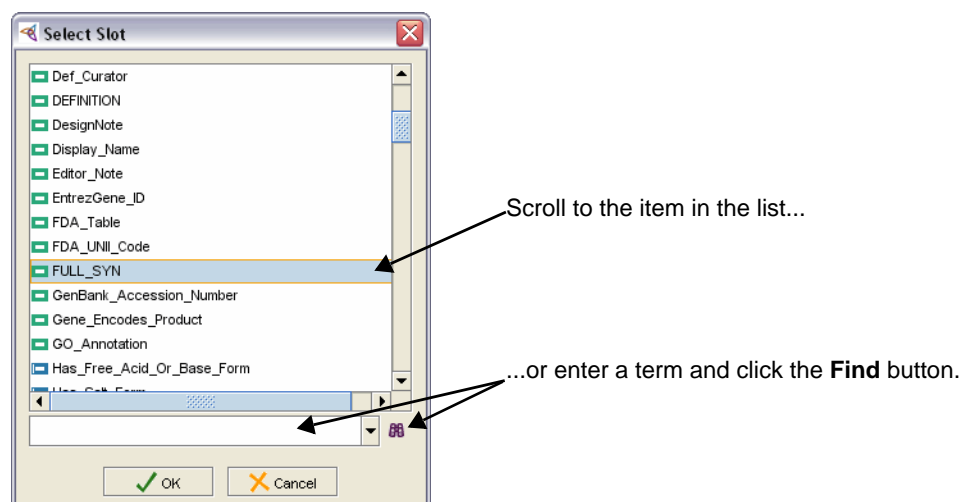 Select Slot
Def_Curator
DEFINITION
DesignNote
Display_Name
Editor_Note
EntrezGene_ID
FDA_Table
FDA_UNII_Code
FULL_SYN
GenBank_Accession_Number
Gene_Encodes_Product
GO_Annotation
Has_Free_Acid_Or_Base_Form
Has_Salt_Form
Scroll to the item in the list...
...or enter a term and click the Find button.
OK
Cancel